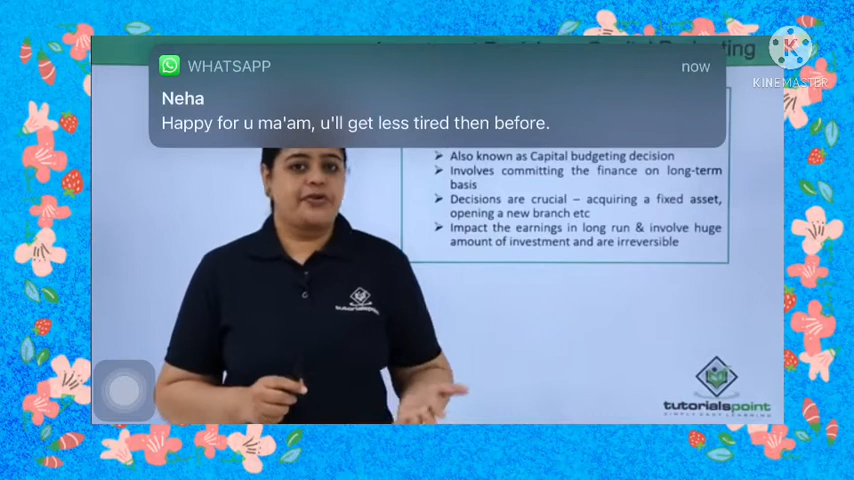 WHATSAPP now
Neha
Happy for u ma'am, u'll get less tired then before.
KINEMASTER
➤ Also known as Capital budgeting decision
➤ Involves committing the finance on long-term
basis
➤ Decisions are crucial – acquiring a fixed asset,
opening a new branch etc
➤ Impact the earnings in long run & involve huge
amount of investment and are irreversible
tutorialspoint
tutorialspoint
SIMPLY EASY LEARNING